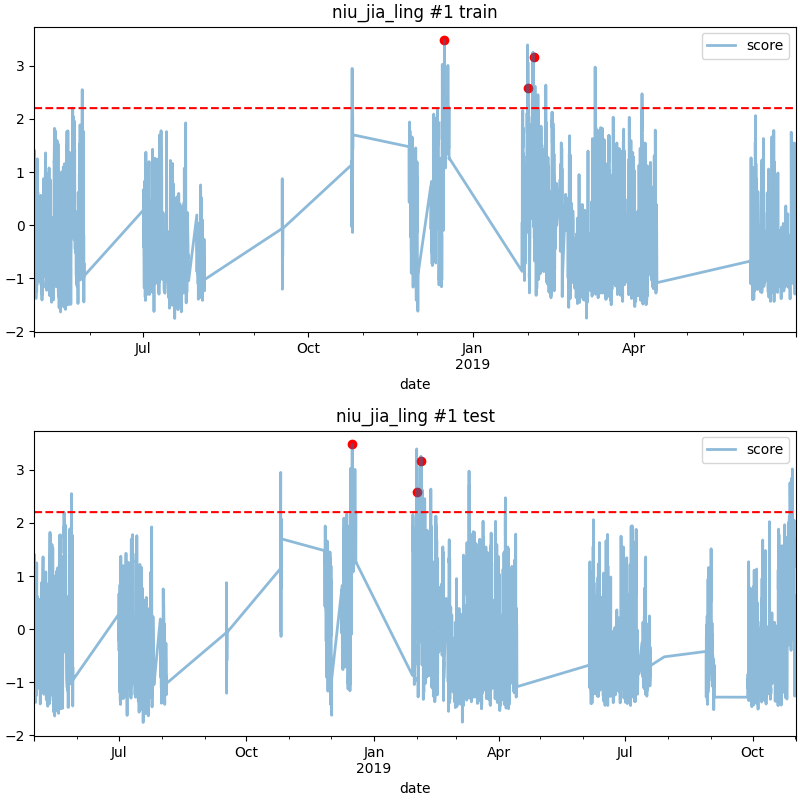 niu_jia_ling #1 train
score
3
2
1
0
−1
−2
Jul
Oct
Jan
2019
Apr
date
niu_jia_ling #1 test
score
3
2
1
0
−1
−2
Jul
Oct
Jan
2019
Apr
Jul
Oct
date